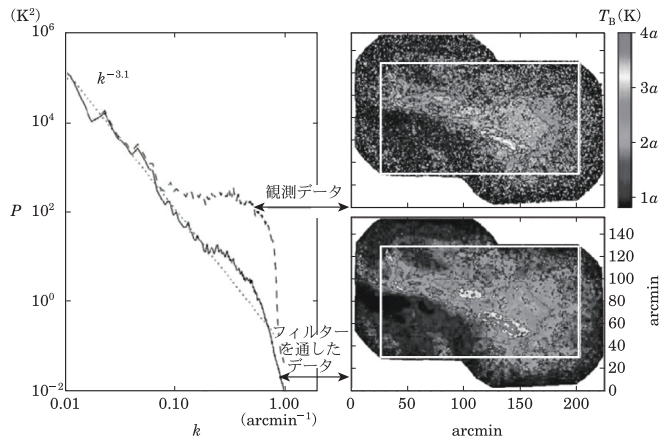 (K²)
10⁶
10⁴
10²
10⁰
10⁻²
P
k⁻³·¹
0.01
0.10
1.00
(arcmin⁻¹)
k
観測データ
フィルター
を通した
データ
T_B (K)
4a
3a
2a
1a
140
120
100
80
60
40
20
0
arcmin
0
50
100
150
200
arcmin